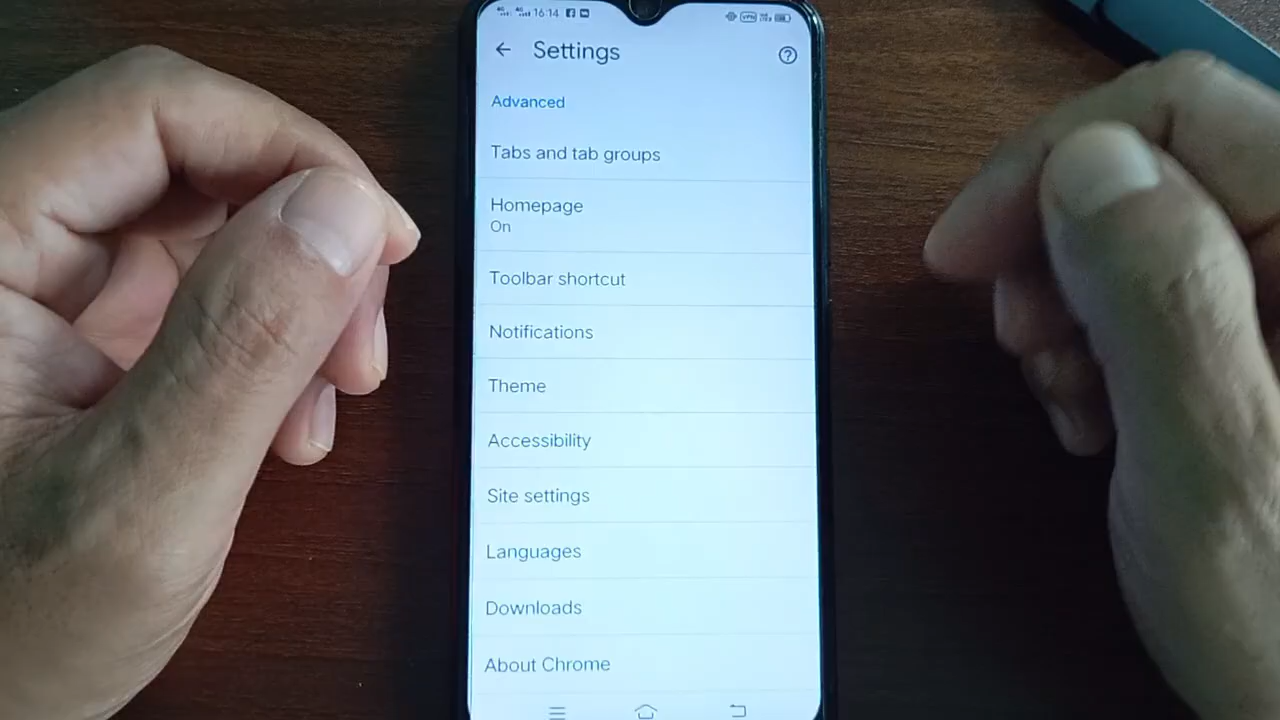 16:14
Settings
Advanced
Tabs and tab groups
Homepage
On
Toolbar shortcut
Notifications
Theme
Accessibility
Site settings
Languages
Downloads
About Chrome